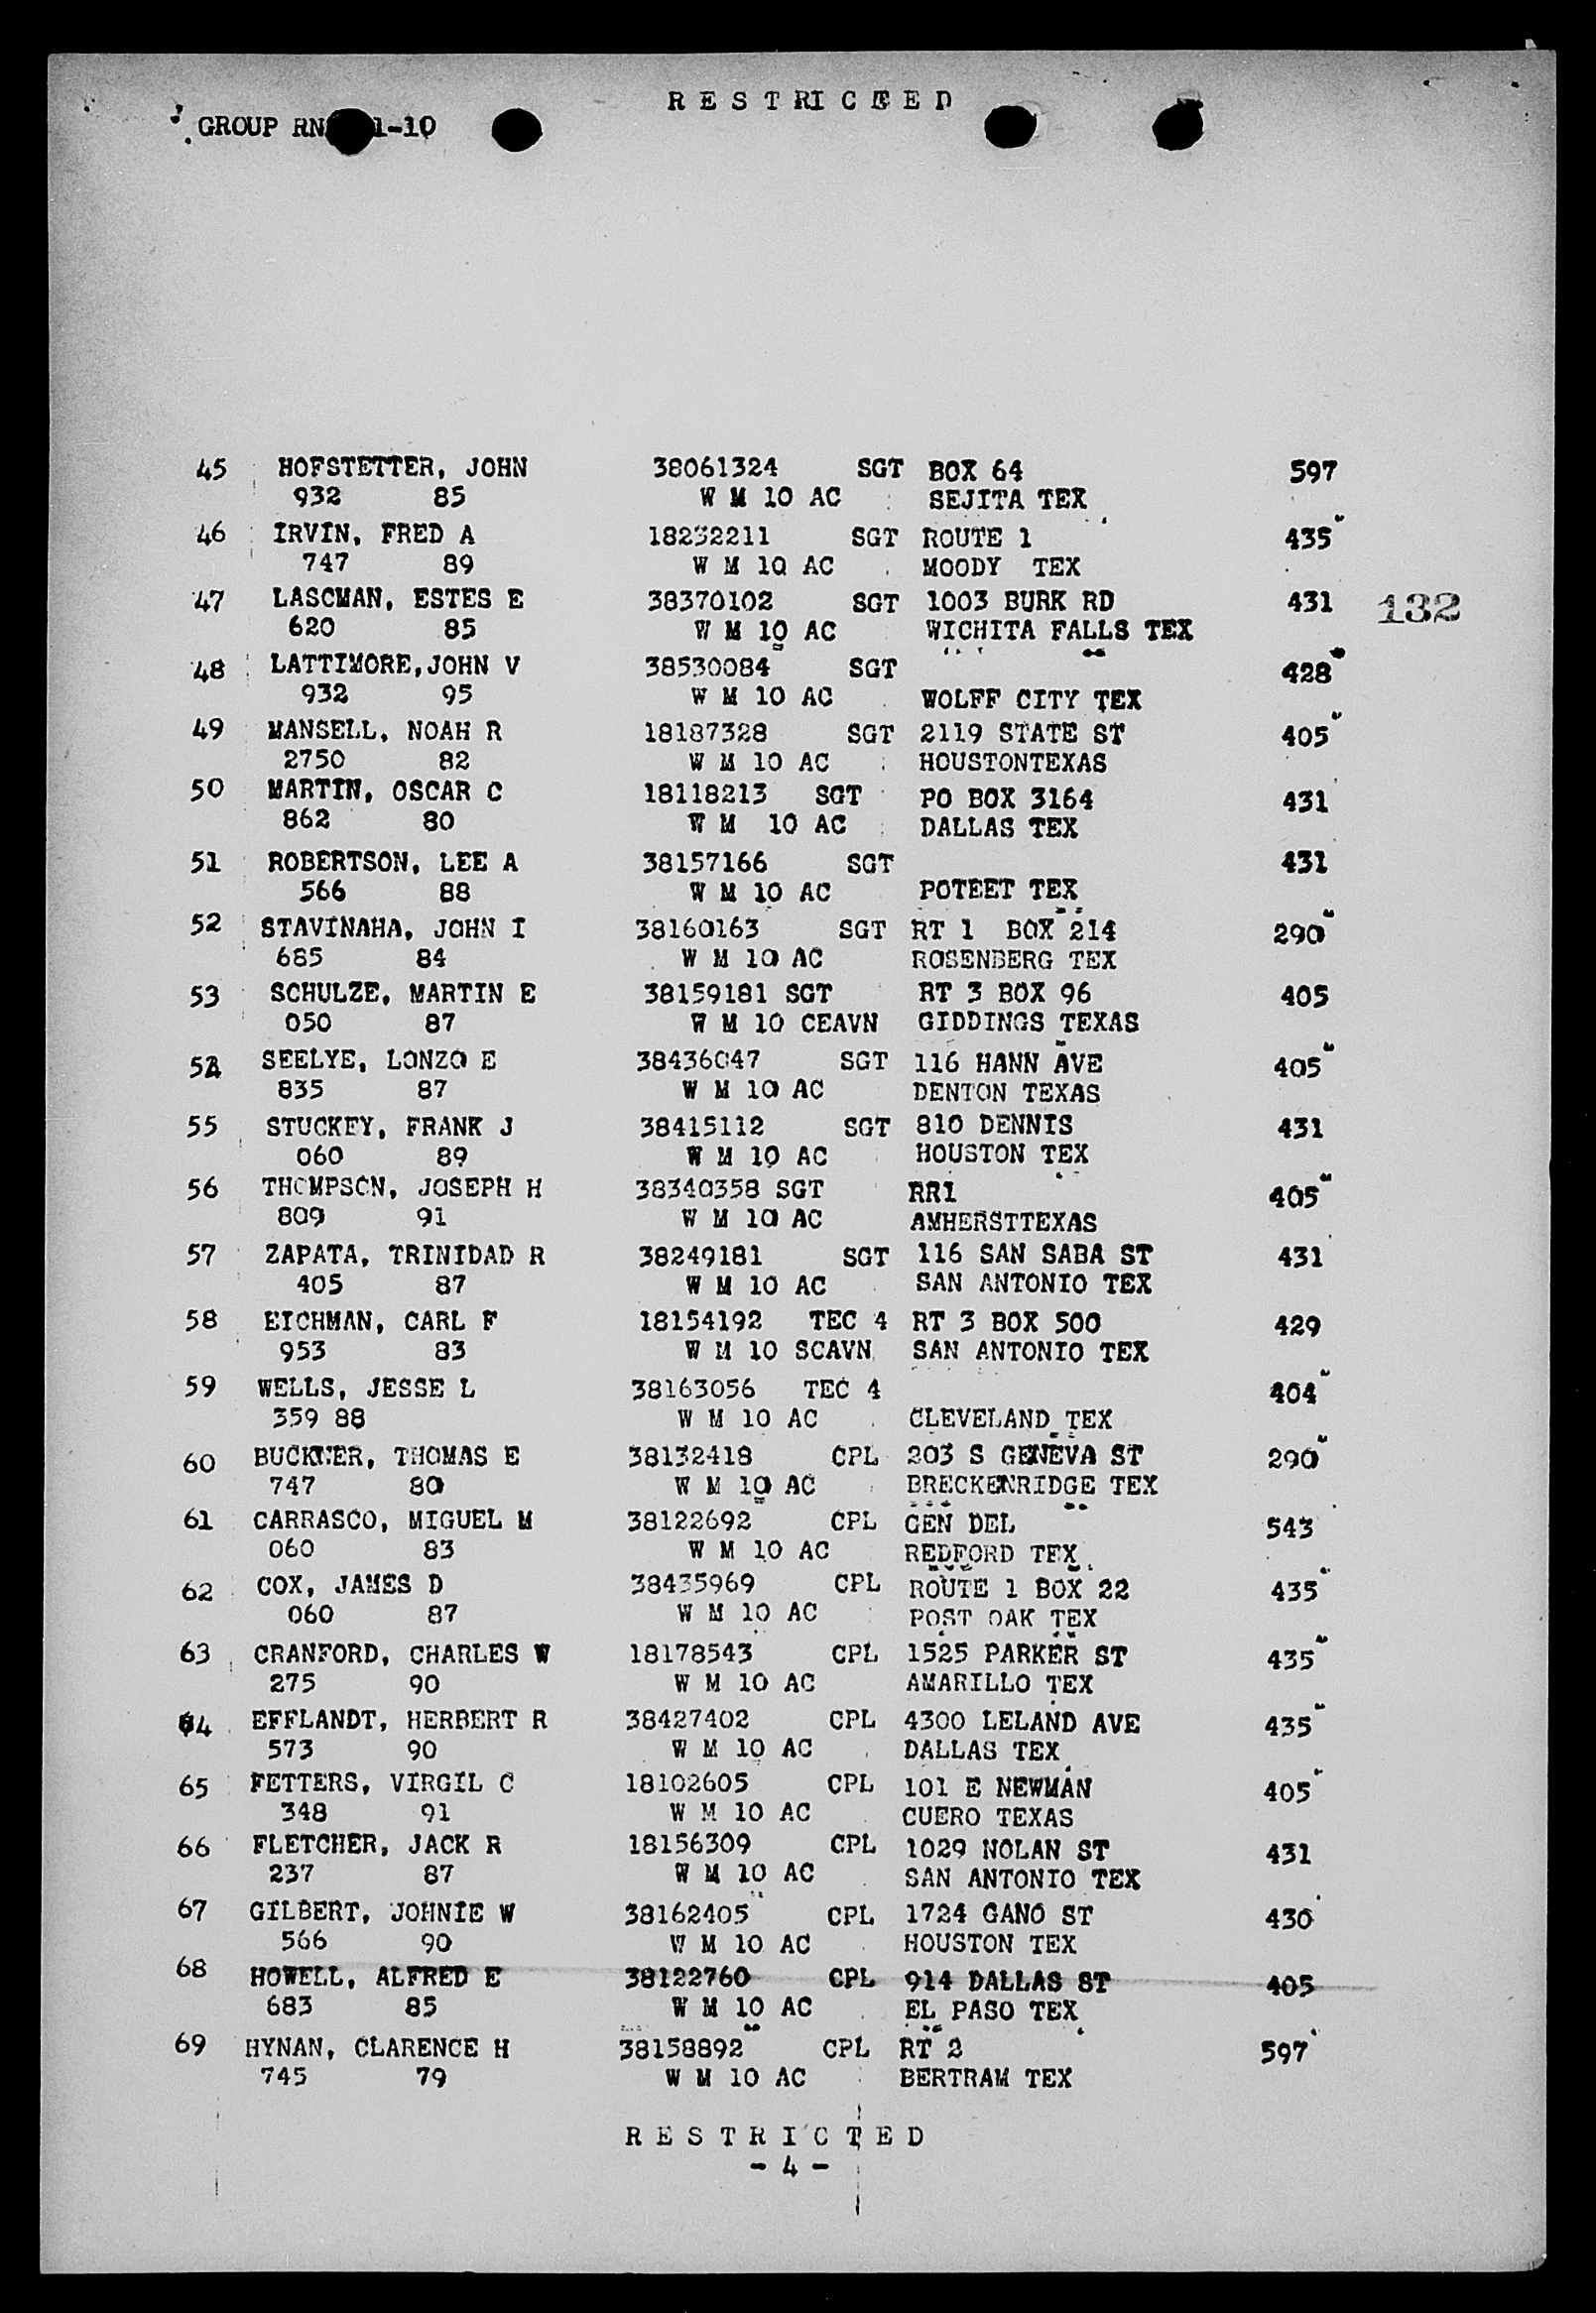 RESTRICTED
GROUP RN 1-10
45 HOFSTETTER, JOHN 38061324 SGT BOX 64 597
932 85 W M 10 AC SEJITA TEX
46 IRVIN, FRED A 18232211 SGT ROUTE 1 435
747 89 W M 10 AC MOODY TEX
47 LASCMAN, ESTES E 38370102 SGT 1003 BURK RD 431 132
620 85 W M 10 AC WICHITA FALLS TEX
48 LATTIMORE,JOHN V 38530084 SGT 428
932 95 W M 10 AC WOLFF CITY TEX
49 MANSELL, NOAH R 18187328 SGT 2119 STATE ST 405
2750 82 W M 10 AC HOUSTONTEXAS
50 MARTIN, OSCAR C 18118213 SGT PO BOX 3164 431
862 80 W M 10 AC DALLAS TEX
51 ROBERTSON, LEE A 38157166 SGT 431
566 88 W M 10 AC POTEET TEX
52 STAVINAHA, JOHN I 38160163 SGT RT 1 BOX 214 290
685 84 W M 10 AC ROSENBERG TEX
53 SCHULZE, MARTIN E 38159181 SGT RT 3 BOX 96 405
050 87 W M 10 CEAVN GIDDINGS TEXAS
54 SEELYE, LONZO E 38436047 SGT 116 HANN AVE 405
835 87 W M 10 AC DENTON TEXAS
55 STUCKEY, FRANK J 38415112 SGT 810 DENNIS 431
060 89 W M 10 AC HOUSTON TEX
56 THOMPSON, JOSEPH H 38340358 SGT RR1 405
809 91 W M 10 AC AMHERSTTEXAS
57 ZAPATA, TRINIDAD R 38249181 SGT 116 SAN SABA ST 431
405 87 W M 10 AC SAN ANTONIO TEX
58 EICHMAN, CARL F 18154192 TEC 4 RT 3 BOX 500 429
953 83 W M 10 SCAVN SAN ANTONIO TEX
59 WELLS, JESSE L 38163056 TEC 4 404
359 88 W M 10 AC CLEVELAND TEX
60 BUCKNER, THOMAS E 38132418 CPL 203 S GENEVA ST 290
747 80 W M 10 AC BRECKENRIDGE TEX
61 CARRASCO, MIGUEL M 38122692 CPL GEN DEL 543
060 83 W M 10 AC REDFORD TEX
62 COX, JAMES D 38435969 CPL ROUTE 1 BOX 22 435
060 87 W M 10 AC POST OAK TEX
63 CRANFORD, CHARLES W 18178543 CPL 1525 PARKER ST 435
275 90 W M 10 AC AMARILLO TEX
64 EFFLANDT, HERBERT R 38427402 CPL 4300 LELAND AVE 435
573 90 W M 10 AC DALLAS TEX
65 FETTERS, VIRGIL C 18102605 CPL 101 E NEWMAN 405
348 91 W M 10 AC CUERO TEXAS
66 FLETCHER, JACK R 18156309 CPL 1029 NOLAN ST 431
237 87 W M 10 AC SAN ANTONIO TEX
67 GILBERT, JOHNIE W 38162405 CPL 1724 GANO ST 430
566 90 W M 10 AC HOUSTON TEX
68 HOWELL, ALFRED E 38122760 CPL 914 DALLAS ST 405
683 85 W M 10 AC EL PASO TEX
69 HYNAN, CLARENCE H 38158892 CPL RT 2 597
745 79 W M 10 AC BERTRAM TEX
RESTRICTED
- 4 -